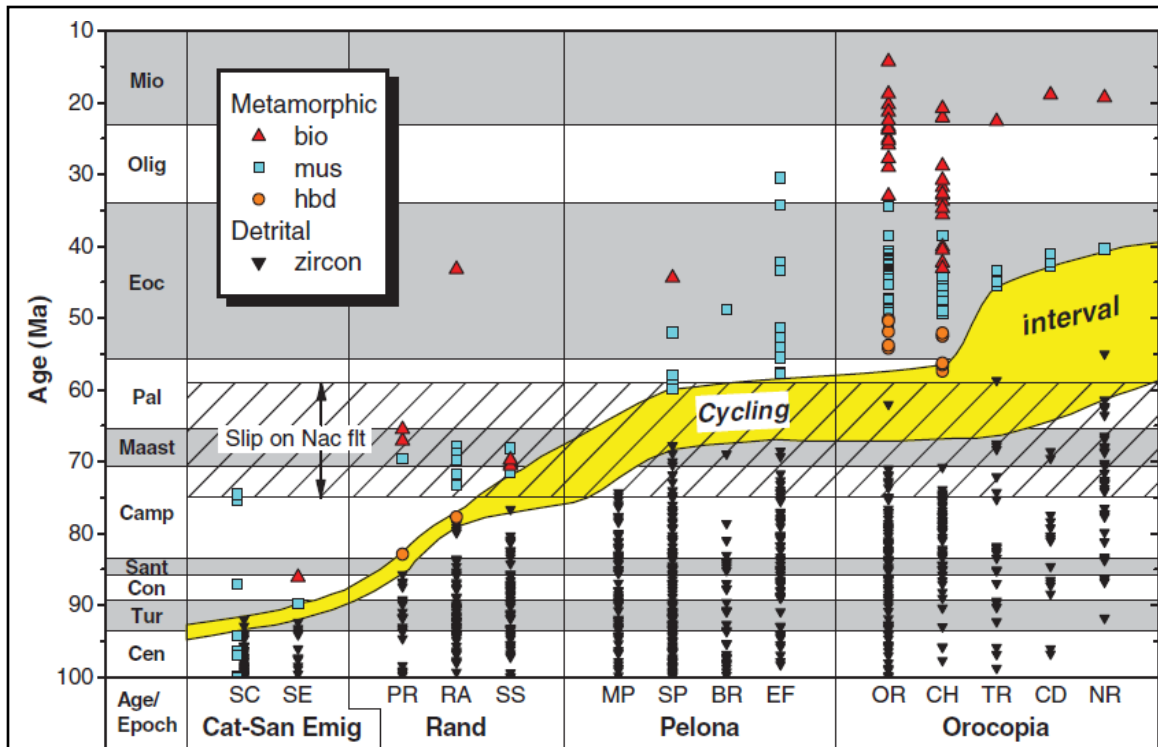 Age (Ma)
10
20
30
40
50
60
70
80
90
100
Mio
Olig
Eoc
Pal
Maast
Camp
Sant
Con
Tur
Cen
Age/
Epoch
Metamorphic
bio
mus
hbd
Detrital
zircon
Slip on Nac flt
Cycling
interval
SC SE PR RA SS MP SP BR EF OR CH TR CD NR
Cat-San Emig Rand Pelona Orocopia